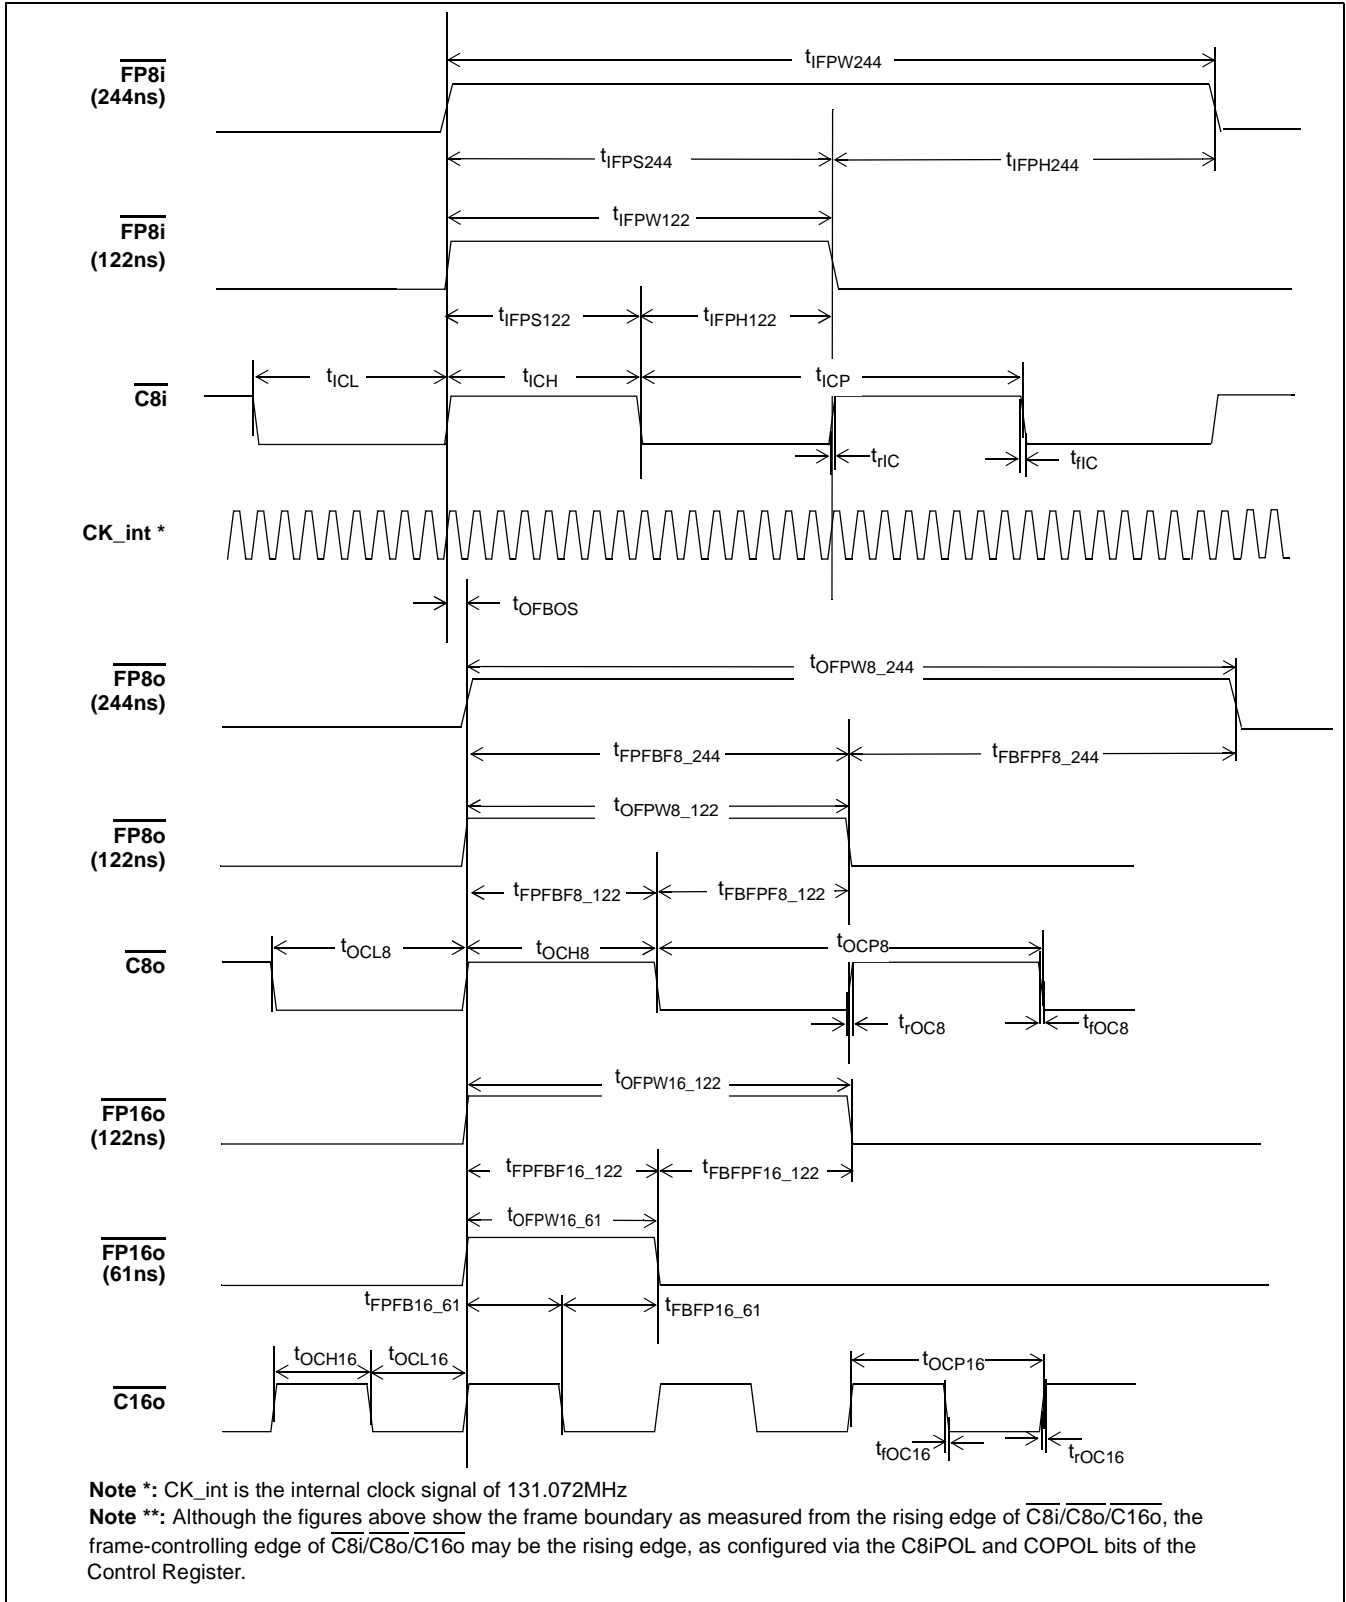 tIFPW244
FP8i
(244ns)
tIFPS244
tIFPH244
tIFPW122
FP8i
(122ns)
tIFPS122
tIFPH122
tICL
tICH
tICP
C8i
trIC
tfIC
CK_int *
tOFBOS
tOFPW8_244
FP8o
(244ns)
tFPFBF8_244
tFBFPF8_244
tOFPW8_122
FP8o
(122ns)
tFPFBF8_122
tFBFPF8_122
tOCL8
tOCH8
tOCP8
C8o
trOC8
tfOC8
tOFPW16_122
FP16o
(122ns)
tFPFBF16_122
tFBFPF16_122
tOFPW16_61
FP16o
(61ns)
tFPFB16_61
tFBFP16_61
tOCH16
tOCL16
tOCP16
C16o
tfOC16
trOC16
Note *: CK_int is the internal clock signal of 131.072MHz
Note **: Although the figures above show the frame boundary as measured from the rising edge of C8i/C8o/C16o, the
frame-controlling edge of C8i/C8o/C16o may be the rising edge, as configured via the C8iPOL and COPOL bits of the
Control Register.